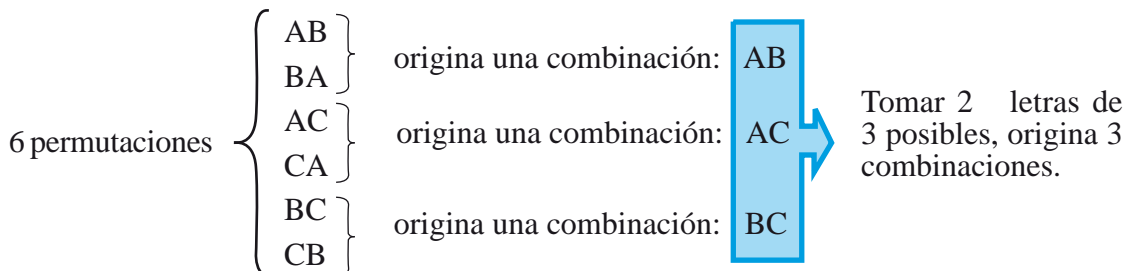 6 permutaciones
AB
BA
origina una combinación: AB
AC
CA
origina una combinación: AC
BC
CB
origina una combinación: BC
Tomar 2 letras de
3 posibles, origina 3
combinaciones.